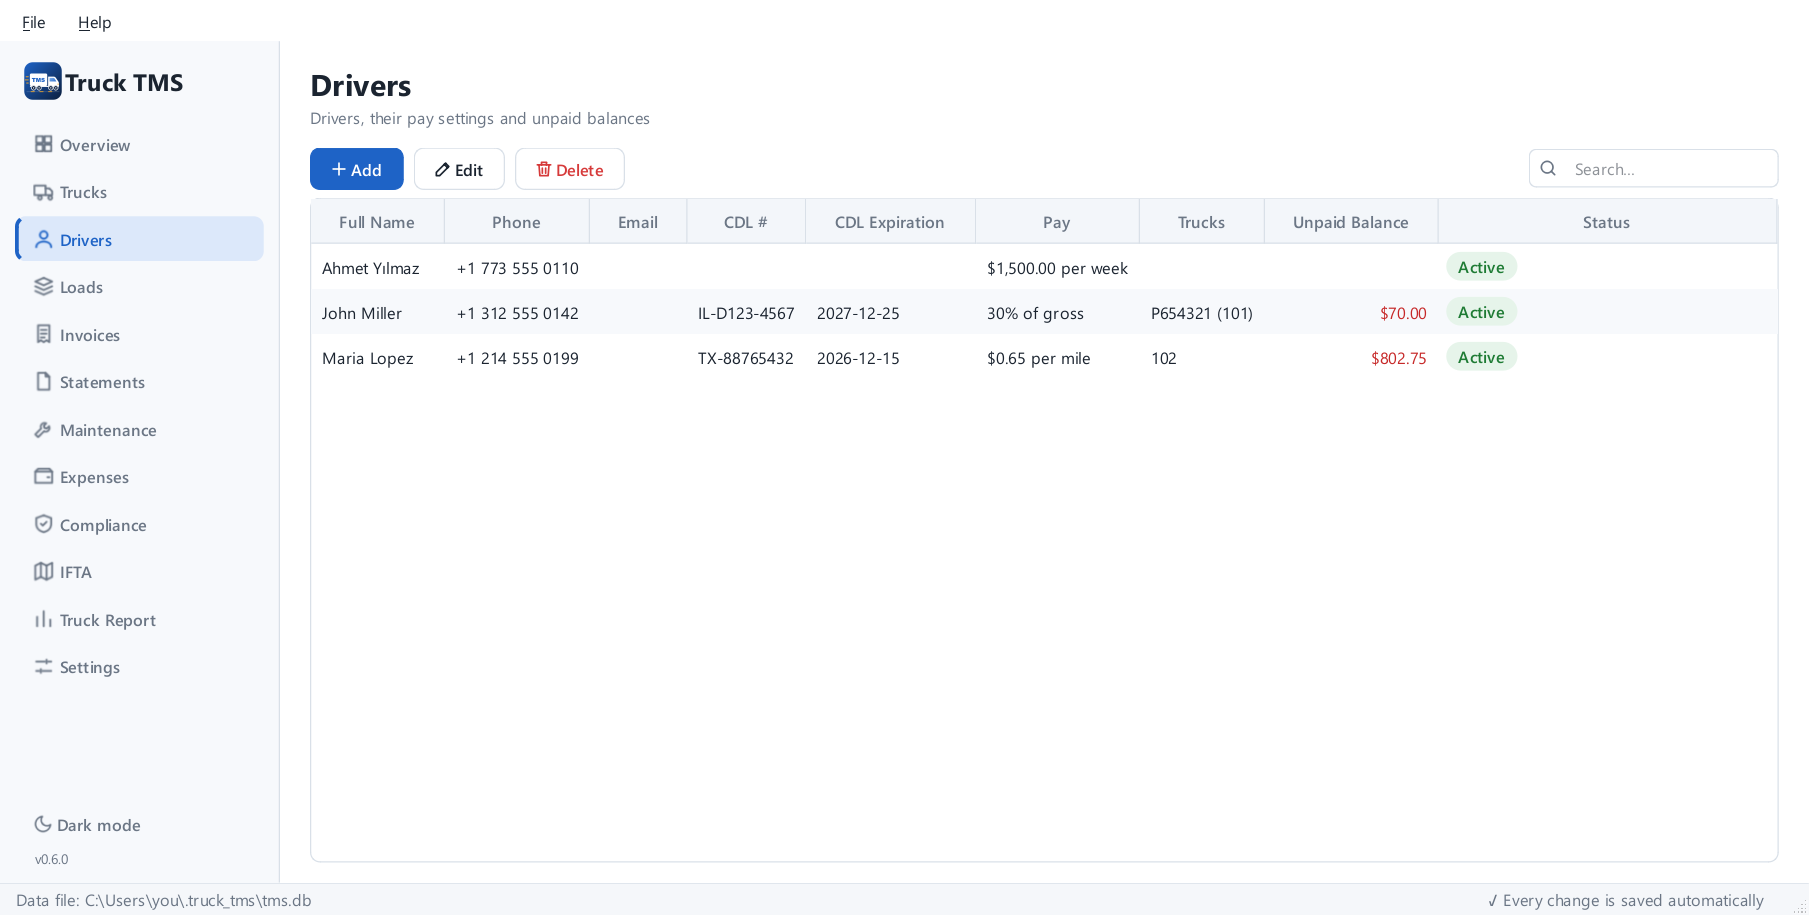 File Help
TMS
Truck TMS
Overview
Trucks
Drivers
Loads
Invoices
Statements
Maintenance
Expenses
Compliance
IFTA
Truck Report
Settings
Dark mode
v0.6.0
Drivers
Drivers, their pay settings and unpaid balances
Add Edit Delete Search...
Full Name Phone Email CDL # CDL Expiration Pay Trucks Unpaid Balance Status
Ahmet Yılmaz +1 773 555 0110 $1,500.00 per week Active
John Miller +1 312 555 0142 IL-D123-4567 2027-12-25 30% of gross P654321 (101) $70.00 Active
Maria Lopez +1 214 555 0199 TX-88765432 2026-12-15 $0.65 per mile 102 $802.75 Active
Data file: C:\Users\you\.truck_tms\tms.db ✓ Every change is saved automatically